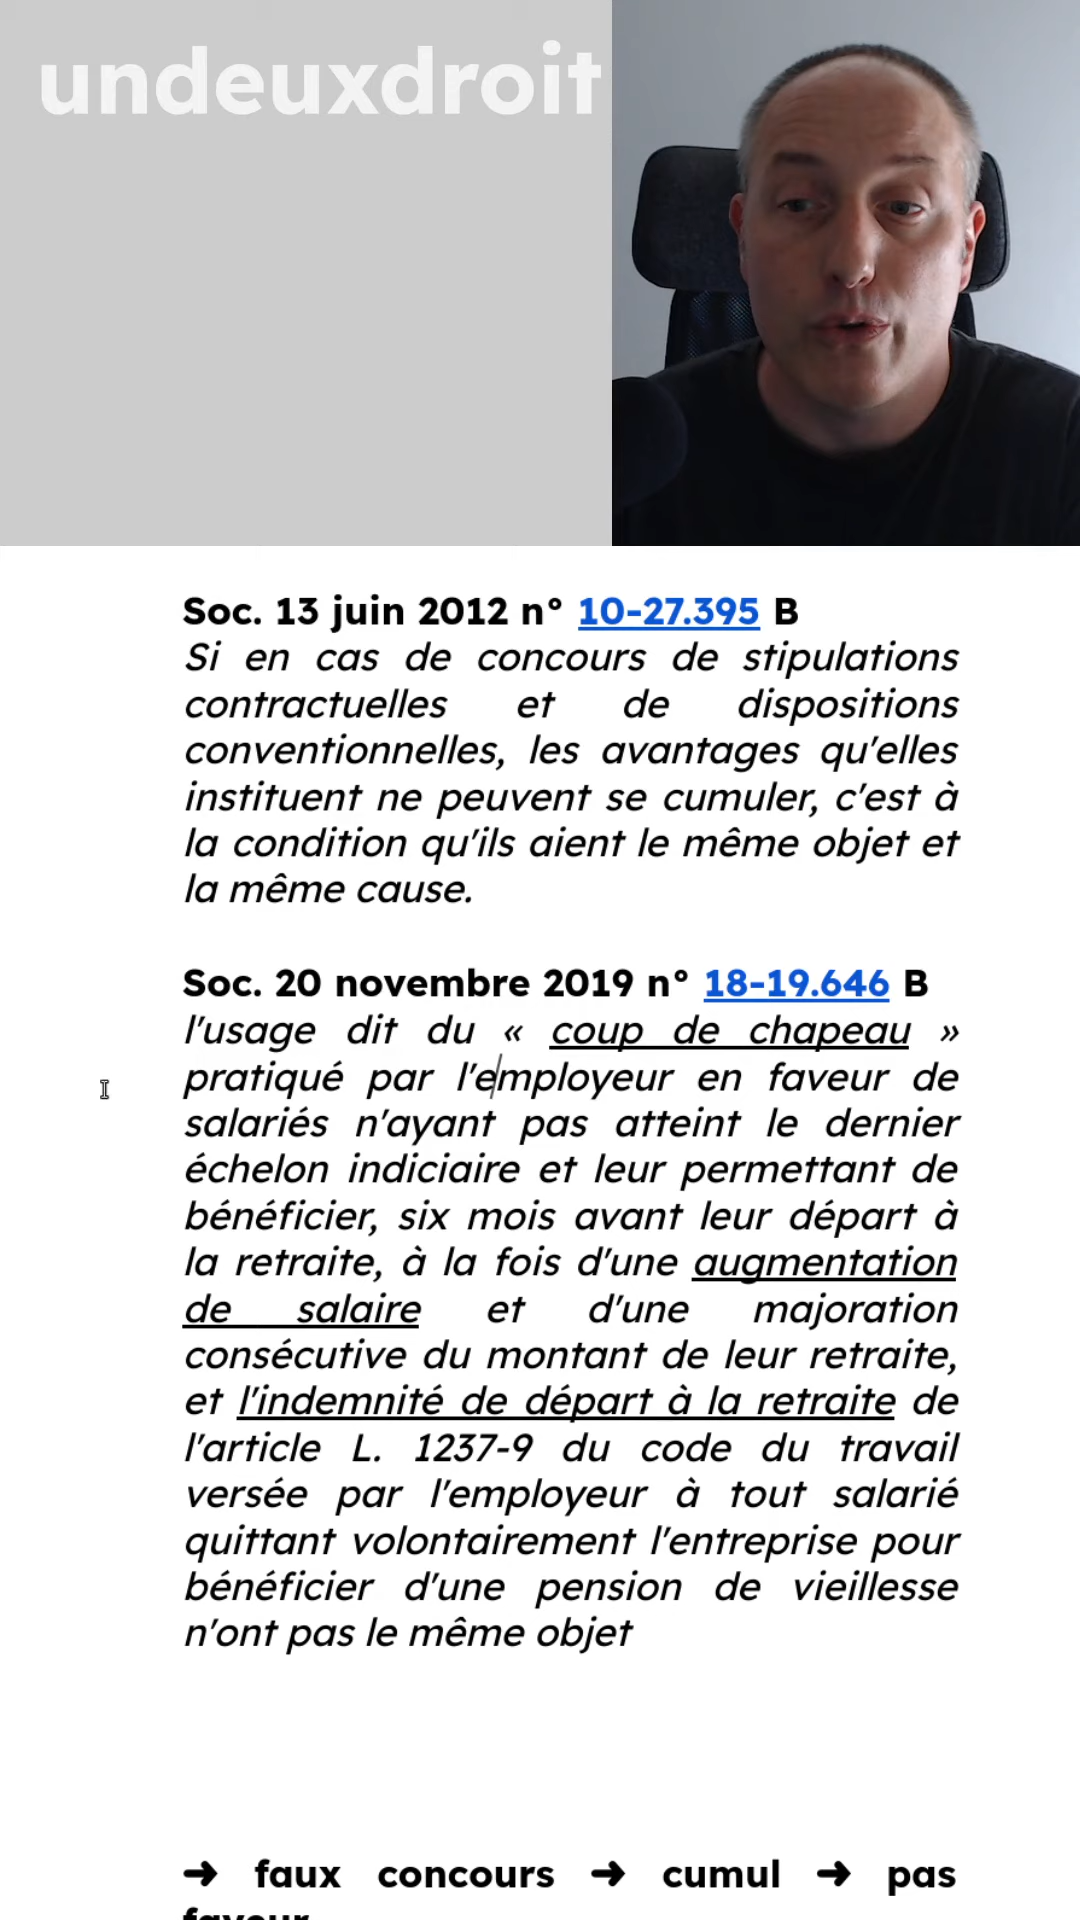 undeuxdroit
Soc. 13 juin 2012 n° 10-27.395 B
Si en cas de concours de stipulations
contractuelles et de dispositions
conventionnelles, les avantages qu'elles
instituent ne peuvent se cumuler, c'est à
la condition qu'ils aient le même objet et
la même cause.
Soc. 20 novembre 2019 n° 18-19.646 B
l'usage dit du « coup de chapeau »
pratiqué par l'employeur en faveur de
salariés n'ayant pas atteint le dernier
échelon indiciaire et leur permettant de
bénéficier, six mois avant leur départ à
la retraite, à la fois d'une augmentation
de salaire et d'une majoration
consécutive du montant de leur retraite,
et l'indemnité de départ à la retraite de
l'article L. 1237-9 du code du travail
versée par l'employeur à tout salarié
quittant volontairement l'entreprise pour
bénéficier d'une pension de vieillesse
n'ont pas le même objet
➜ faux concours ➜ cumul ➜ pas
faveur